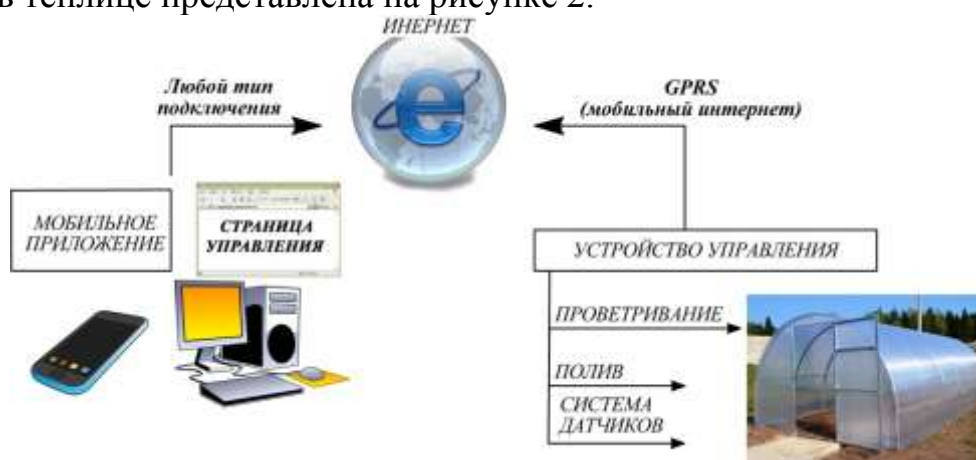 в теплице представлена на рисунке 2.
ИНЕРНЕТ
Любой тип
подключения
GPRS
(мобильный интернет)
МОБИЛЬНОЕ
ПРИЛОЖЕНИЕ
СТРАНИЦА
УПРАВЛЕНИЯ
УСТРОЙСТВО УПРАВЛЕНИЯ
ПРОВЕТРИВАНИЕ
ПОЛИВ
СИСТЕМА
ДАТЧИКОВ